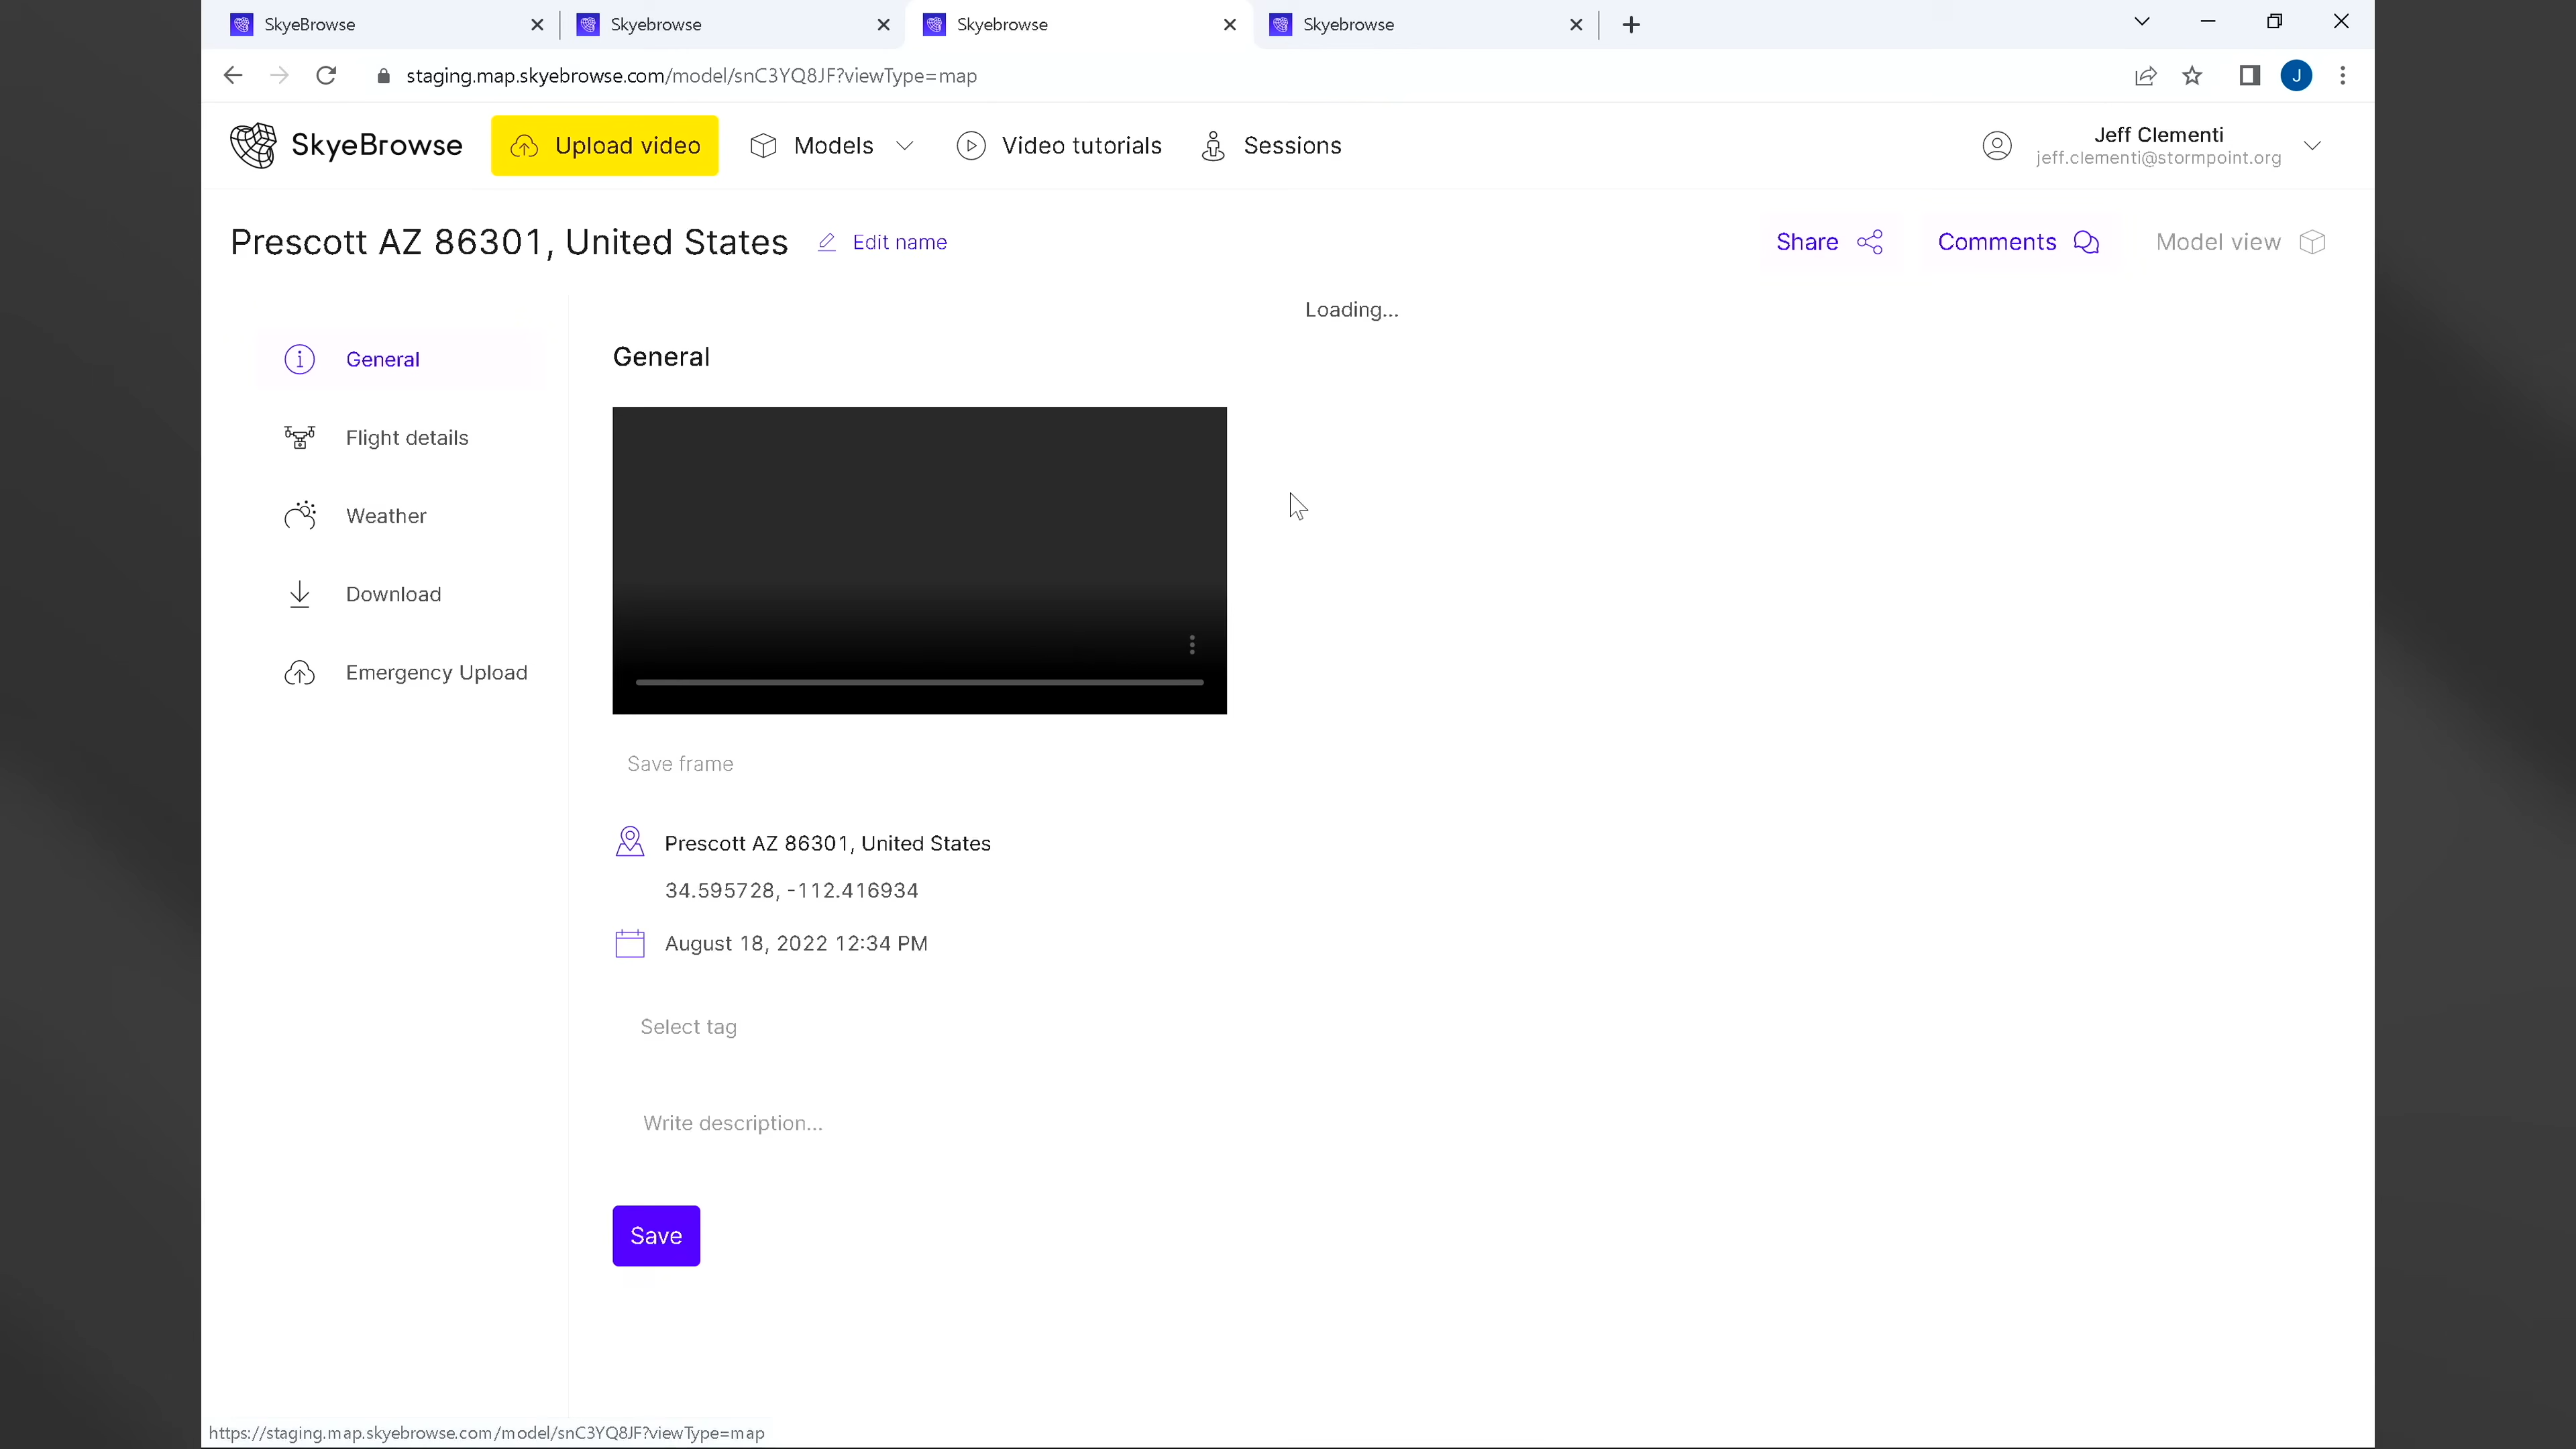 SkyeBrowse
Skyebrowse
Skyebrowse
Skyebrowse
staging.map.skyebrowse.com/model/snC3YQ8JF?viewType=map
J
SkyeBrowse
Upload video
Models
Video tutorials
Sessions
Jeff Clementi
jeff.clementi@stormpoint.org
Prescott AZ 86301, United States
Edit name
Share
Comments
Model view
Loading...
General
Flight details
Weather
Download
Emergency Upload
General
Save frame
Prescott AZ 86301, United States
34.595728, -112.416934
August 18, 2022 12:34 PM
Select tag
Write description...
Save
https://staging.map.skyebrowse.com/model/snC3YQ8JF?viewType=map